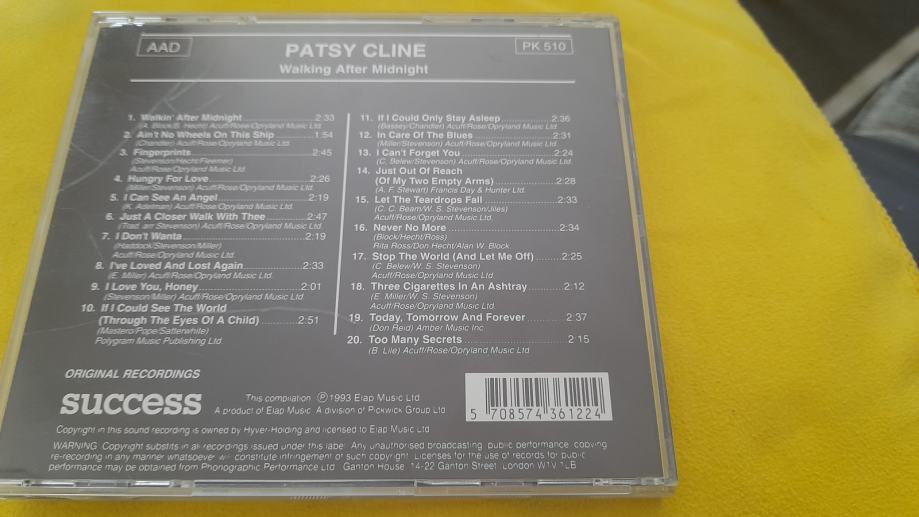 AAD
PATSY CLINE
PK 510
Walking After Midnight
1. Walkin' After Midnight 2:33
(A. Block/D. Hecht) Acuff/Rose/Opryland Music Ltd.
2. Ain't No Wheels On This Ship 1:54
(Chandler) Acuff/Rose/Opryland Music Ltd.
3. Fingerprints 2:45
(Stevenson/Hecht/Fleemer)
Acuff/Rose/Opryland Music Ltd.
4. Hungry For Love 2:26
(Miller/Stevenson) Acuff/Rose/Opryland Music Ltd.
5. I Can See An Angel 2:19
(K. Adelman) Acuff/Rose/Opryland Music Ltd.
6. Just A Closer Walk With Thee 2:47
(Trad. arr Stevenson) Acuff/Rose/Opryland Music Ltd.
7. I Don't Wanta 2:19
(Haddock/Stevenson/Miller)
Acuff/Rose/Opryland Music Ltd.
8. I've Loved And Lost Again 2:33
(E. Miller) Acuff/Rose/Opryland Music Ltd.
9. I Love You, Honey 2:01
(Stevenson/Miller) Acuff/Rose/Opryland Music Ltd.
10. If I Could See The World
(Through The Eyes Of A Child) 2:51
(Mastero/Pope/Satterwhite)
Polygram Music Publishing Ltd.
11. If I Could Only Stay Asleep 2:36
(Bassey/Chandler) Acuff/Rose/Opryland Music Ltd.
12. In Care Of The Blues 2:31
(Miller/Stevenson) Acuff/Rose/Opryland Music Ltd.
13. I Can't Forget You 2:24
(C. Belew/Stevenson) Acuff/Rose/Opryland Music Ltd.
14. Just Out Of Reach
(Of My Two Empty Arms) 2:28
(A. F. Stewart) Francis Day & Hunter Ltd.
15. Let The Teardrops Fall 2:33
(C. C. Beam/W. S. Stevenson/Jiles)
Acuff/Rose/Opryland Music Ltd.
16. Never No More 2:34
(Block/Hecht/Ross)
Rita Ross/Don Hecht/Alan W. Block.
17. Stop The World (And Let Me Off) 2:25
(C. Belew/W. S. Stevenson)
Acuff/Rose/Opryland Music Ltd.
18. Three Cigarettes In An Ashtray 2:12
(E. Miller/W. S. Stevenson)
Acuff/Rose/Opryland Music Ltd.
19. Today, Tomorrow And Forever 2:37
(Don Reid) Amber Music Inc.
20. Too Many Secrets 2:15
(B. Lile) Acuff/Rose/Opryland Music Ltd.
ORIGINAL RECORDINGS
success
This compilation ℗ 1993 Elap Music Ltd
A product of Elap Music. A division of Pickwick Group Ltd
5 708574 361224
Copyright in this sound recording is owned by Hyver-Holding and licensed to Elap Music Ltd
WARNING: Copyright subsists in all recordings issued under this label. Any unauthorised broadcasting, public performance, copying
re-recording in any manner whatsoever will constitute infringement of such copyright. Licenses for the use of records for public
performance may be obtained from Phonographic Performance Ltd. Ganton House, 14-22 Ganton Street, London W1V 1LB